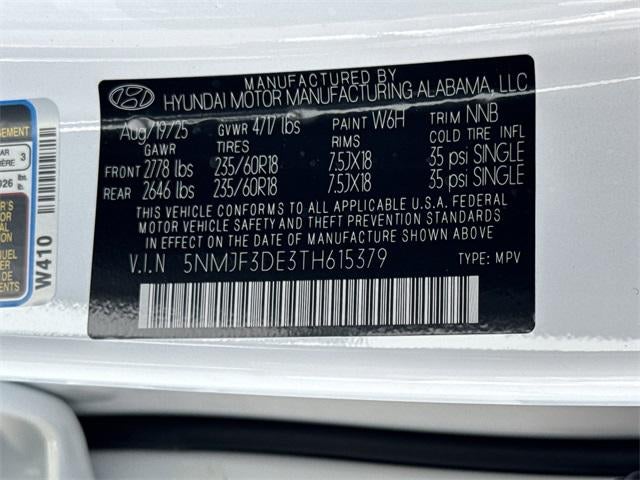 MANUFACTURED BY
HYUNDAI MOTOR MANUFACTURING ALABAMA, LLC
Aug/19/25 GVWR 4717 lbs PAINT W6H TRIM NNB
GAWR TIRES RIMS COLD TIRE INFL
FRONT 2778 lbs 235/60R18 7.5JX18 35 psi SINGLE
REAR 2646 lbs 235/60R18 7.5JX18 35 psi SINGLE
THIS VEHICLE CONFORMS TO ALL APPLICABLE U.S.A. FEDERAL
MOTOR VEHICLE SAFETY AND THEFT PREVENTION STANDARDS
IN EFFECT ON THE DATE OF MANUFACTURE SHOWN ABOVE.
V.I.N 5NMJF3DE3TH615379 TYPE: MPV
W410
3